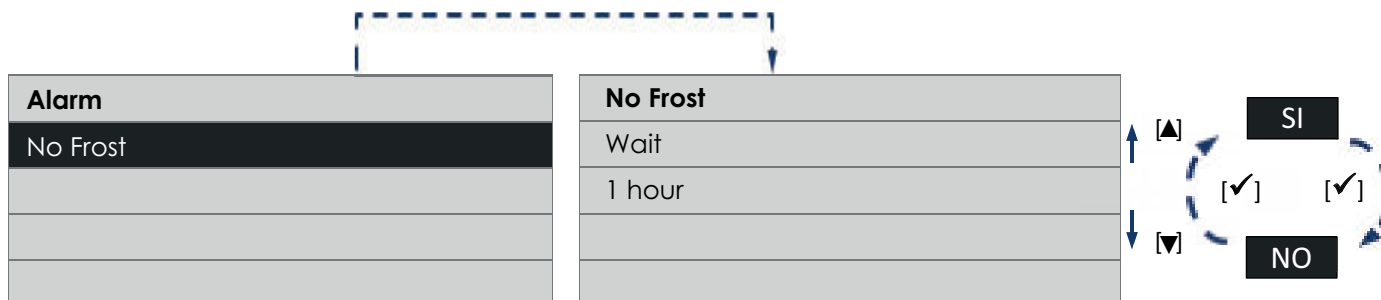 Alarm
No Frost
No Frost
Wait
1 hour
[▲]
[▼]
SI
[✓] [✓]
NO